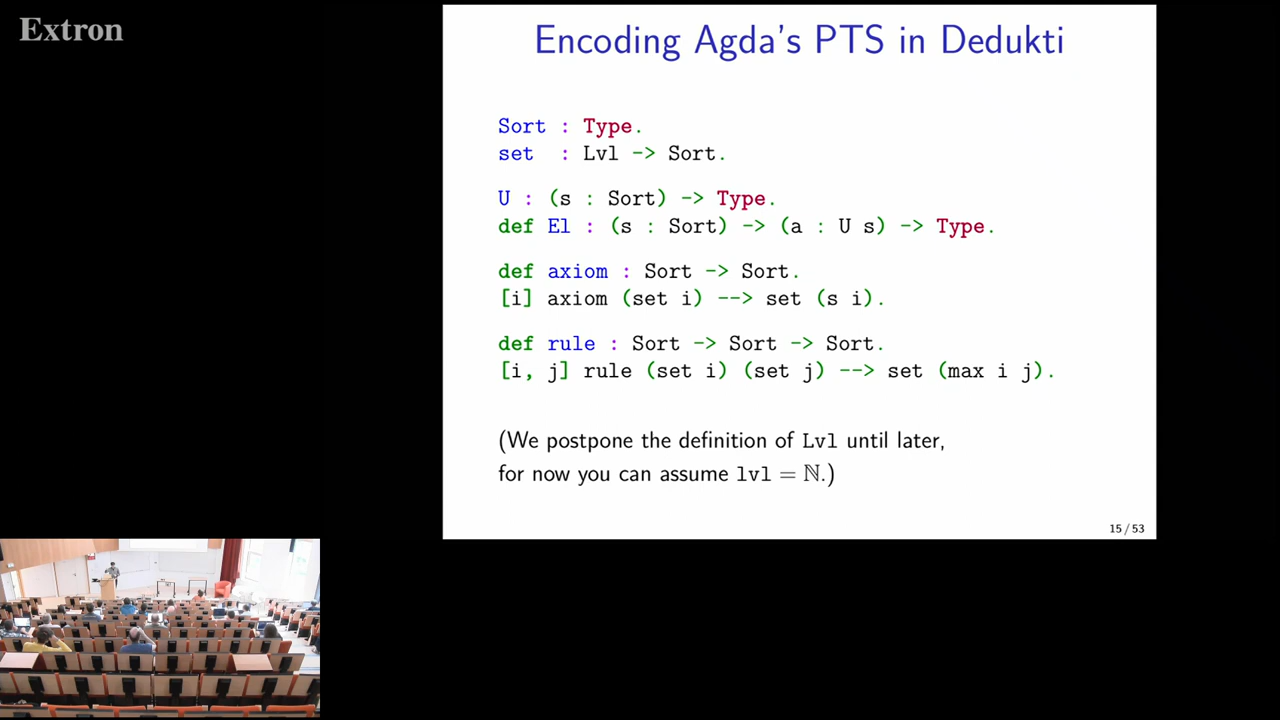 Extron
Encoding Agda's PTS in Dedukti
Sort : Type.
set : Lvl -> Sort.
U : (s : Sort) -> Type.
def El : (s : Sort) -> (a : U s) -> Type.
def axiom : Sort -> Sort.
[i] axiom (set i) --> set (s i).
def rule : Sort -> Sort -> Sort.
[i, j] rule (set i) (set j) --> set (max i j).
(We postpone the definition of Lvl until later,
for now you can assume lvl = ℕ.)
15 / 53